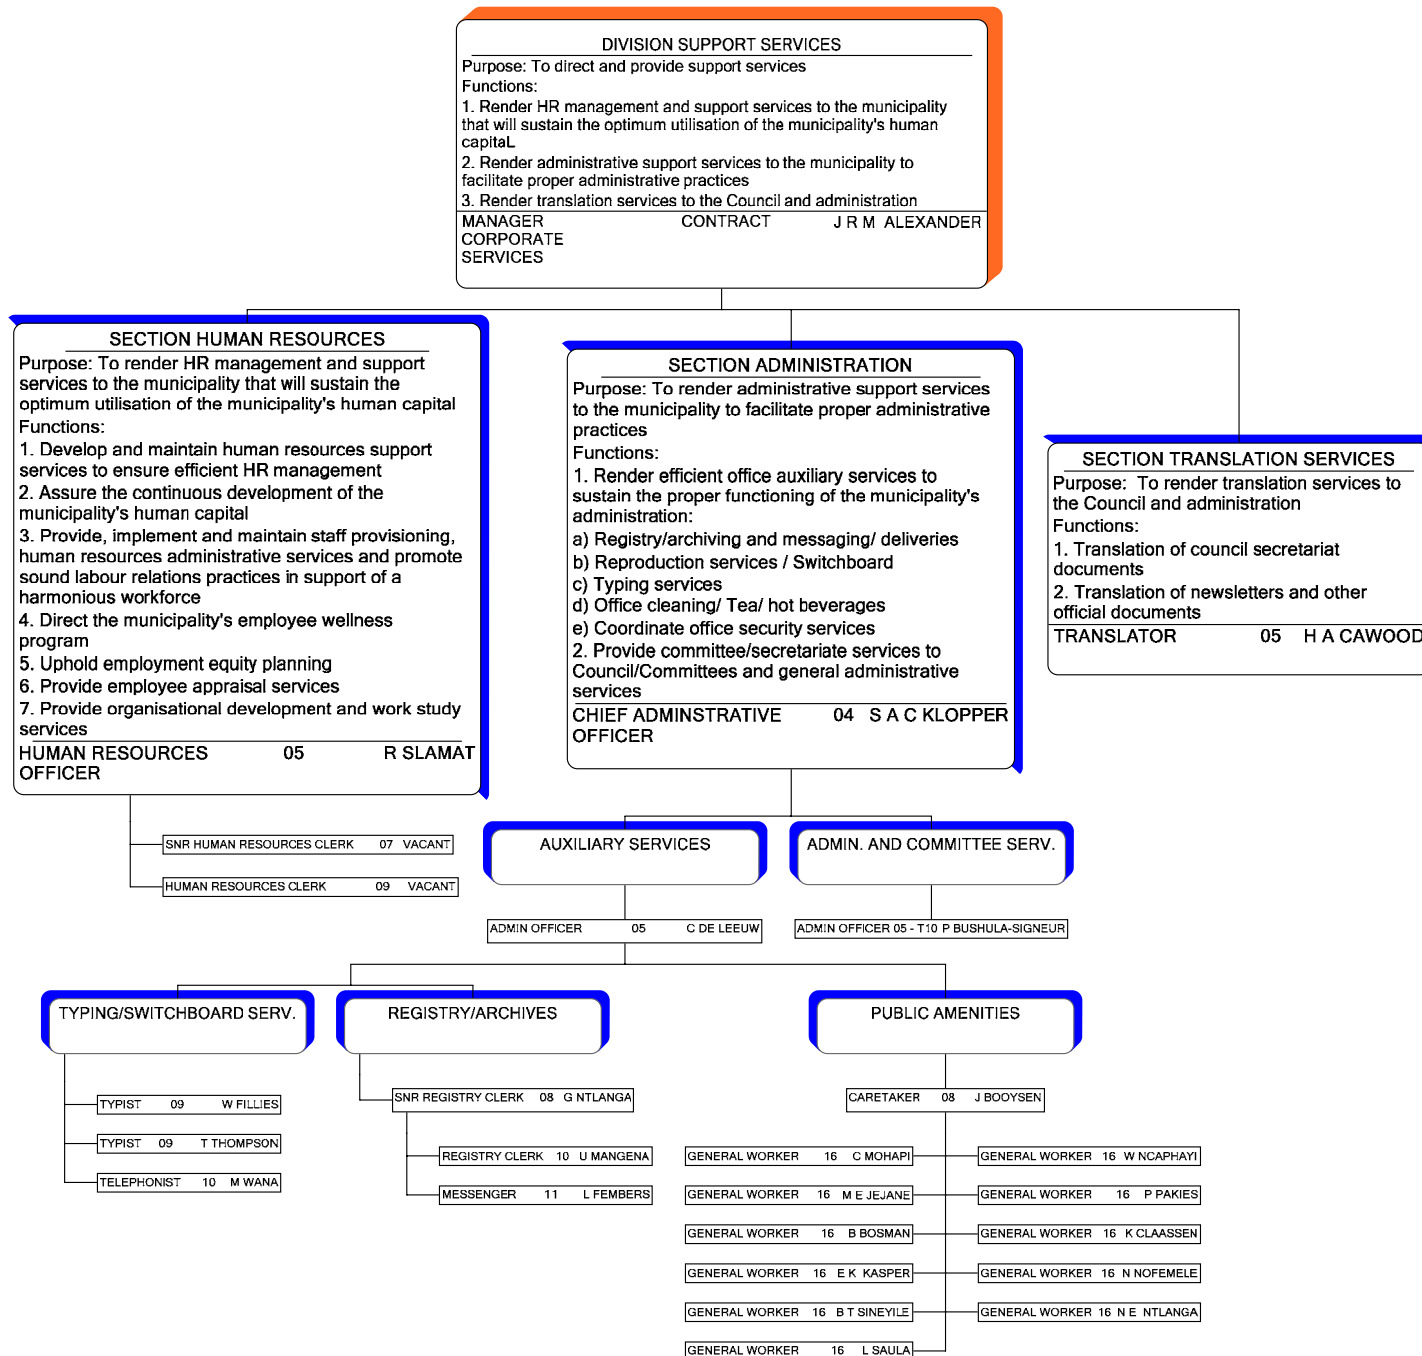 DIVISION SUPPORT SERVICES
Purpose: To direct and provide support services
Functions:
1. Render HR management and support services to the municipality
that will sustain the optimum utilisation of the municipality's human
capitaL
2. Render administrative support services to the municipality to
facilitate proper administrative practices
3. Render translation services to the Council and administration
MANAGER CONTRACT J R M ALEXANDER
CORPORATE
SERVICES
SECTION HUMAN RESOURCES
Purpose: To render HR management and support
services to the municipality that will sustain the
optimum utilisation of the municipality's human capital
Functions:
1. Develop and maintain human resources support
services to ensure efficient HR management
2. Assure the continuous development of the
municipality's human capital
3. Provide, implement and maintain staff provisioning,
human resources administrative services and promote
sound labour relations practices in support of a
harmonious workforce
4. Direct the municipality's employee wellness
program
5. Uphold employment equity planning
6. Provide employee appraisal services
7. Provide organisational development and work study
services
HUMAN RESOURCES 05 R SLAMAT
OFFICER
SNR HUMAN RESOURCES CLERK 07 VACANT
HUMAN RESOURCES CLERK 09 VACANT
SECTION ADMINISTRATION
Purpose: To render administrative support services
to the municipality to facilitate proper administrative
practices
Functions:
1. Render efficient office auxiliary services to
sustain the proper functioning of the municipality's
administration:
a) Registry/archiving and messaging/ deliveries
b) Reproduction services / Switchboard
c) Typing services
d) Office cleaning/ Tea/ hot beverages
e) Coordinate office security services
2. Provide committee/secretariate services to
Council/Committees and general administrative
services
CHIEF ADMINSTRATIVE 04 S A C KLOPPER
OFFICER
SECTION TRANSLATION SERVICES
Purpose: To render translation services to
the Council and administration
Functions:
1. Translation of council secretariat
documents
2. Translation of newsletters and other
official documents
TRANSLATOR 05 H A CAWOOD
AUXILIARY SERVICES
ADMIN. AND COMMITTEE SERV.
ADMIN OFFICER 05 C DE LEEUW
ADMIN OFFICER 05 - T10 P BUSHULA-SIGNEUR
TYPING/SWITCHBOARD SERV.
REGISTRY/ARCHIVES
PUBLIC AMENITIES
TYPIST 09 W FILLIES
TYPIST 09 T THOMPSON
TELEPHONIST 10 M WANA
SNR REGISTRY CLERK 08 G NTLANGA
REGISTRY CLERK 10 U MANGENA
MESSENGER 11 L FEMBERS
CARETAKER 08 J BOOYSEN
GENERAL WORKER 16 C MOHAPI
GENERAL WORKER 16 W NCAPHAYI
GENERAL WORKER 16 M E JEJANE
GENERAL WORKER 16 P PAKIES
GENERAL WORKER 16 B BOSMAN
GENERAL WORKER 16 K CLAASSEN
GENERAL WORKER 16 E K KASPER
GENERAL WORKER 16 N NOFEMELE
GENERAL WORKER 16 B T SINEYILE
GENERAL WORKER 16 N E NTLANGA
GENERAL WORKER 16 L SAULA